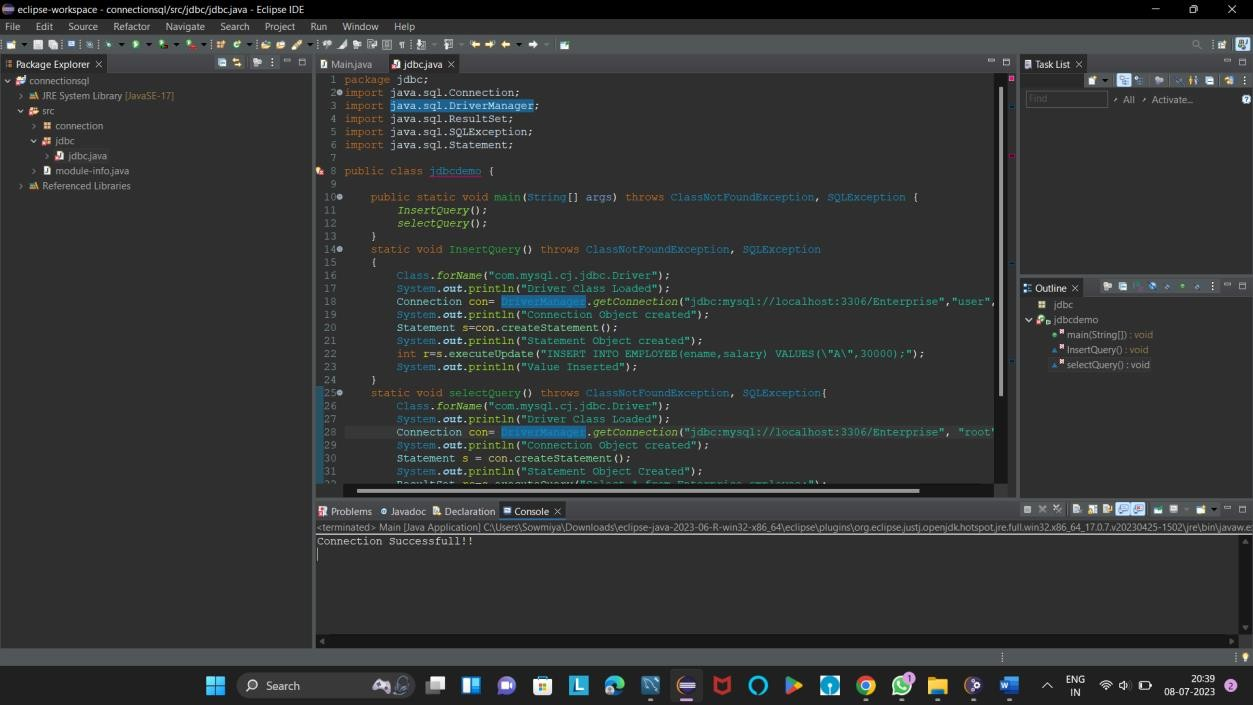 eclipse-workspace - connectionsql/src/jdbc/jdbc.java - Eclipse IDE
File Edit Source Refactor Navigate Search Project Run Window Help
Package Explorer
connectionsql
JRE System Library [JavaSE-17]
src
connection
jdbc
jdbc.java
module-info.java
Referenced Libraries
Main.java jdbc.java
1 package jdbc;
2 import java.sql.Connection;
3 import java.sql.DriverManager;
4 import java.sql.ResultSet;
5 import java.sql.SQLException;
6 import java.sql.Statement;
7
8 public class jdbcdemo {
9
10 public static void main(String[] args) throws ClassNotFoundException, SQLException {
11 InsertQuery();
12 selectQuery();
13 }
14 static void InsertQuery() throws ClassNotFoundException, SQLException
15 {
16 Class.forName("com.mysql.cj.jdbc.Driver");
17 System.out.println("Driver Class Loaded");
18 Connection con= DriverManager.getConnection("jdbc:mysql://localhost:3306/Enterprise","user",
19 System.out.println("Connection Object created");
20 Statement s=con.createStatement();
21 System.out.println("Statement Object created");
22 int r=s.executeUpdate("INSERT INTO EMPLOYEE(ename,salary) VALUES(\"A\",30000);");
23 System.out.println("Value Inserted");
24 }
25 static void selectQuery() throws ClassNotFoundException, SQLException{
26 Class.forName("com.mysql.cj.jdbc.Driver");
27 System.out.println("Driver Class Loaded");
28 Connection con= DriverManager.getConnection("jdbc:mysql://localhost:3306/Enterprise", "root"
29 System.out.println("Connection Object created");
30 Statement s = con.createStatement();
31 System.out.println("Statement Object Created");
Task List
Find All Activate...
Outline
jdbc
jdbcdemo
main(String[]) : void
InsertQuery() : void
selectQuery() : void
Problems Javadoc Declaration Console
<terminated> Main [Java Application] C:\Users\Sowmiya\Downloads\eclipse-java-2023-06-R-win32-x86_64\eclipse\plugins\org.eclipse.justj.openjdk.hotspot.jre.full.win32.x86_64_17.0.7.v20230425-1502\jre\bin\javaw.e
Connection Successfull!!
Search
L
W
1
ENG
IN
20:39
08-07-2023
2